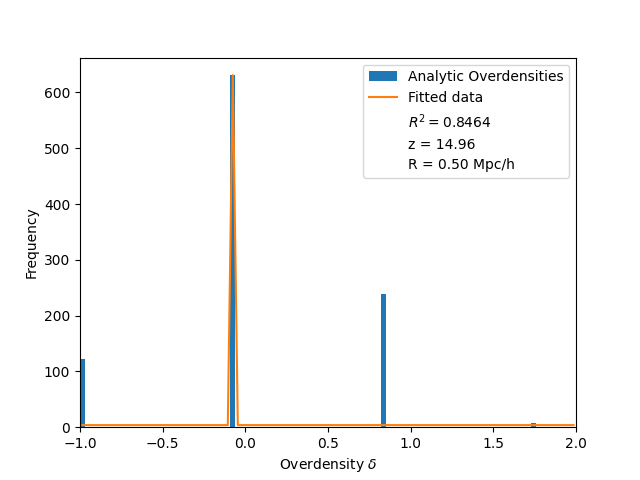 Analytic Overdensities
Fitted data
R² = 0.8464
z = 14.96
R = 0.50 Mpc/h
600
500
400
300
200
100
0
Frequency
−1.0 −0.5 0.0 0.5 1.0 1.5 2.0
Overdensity δ